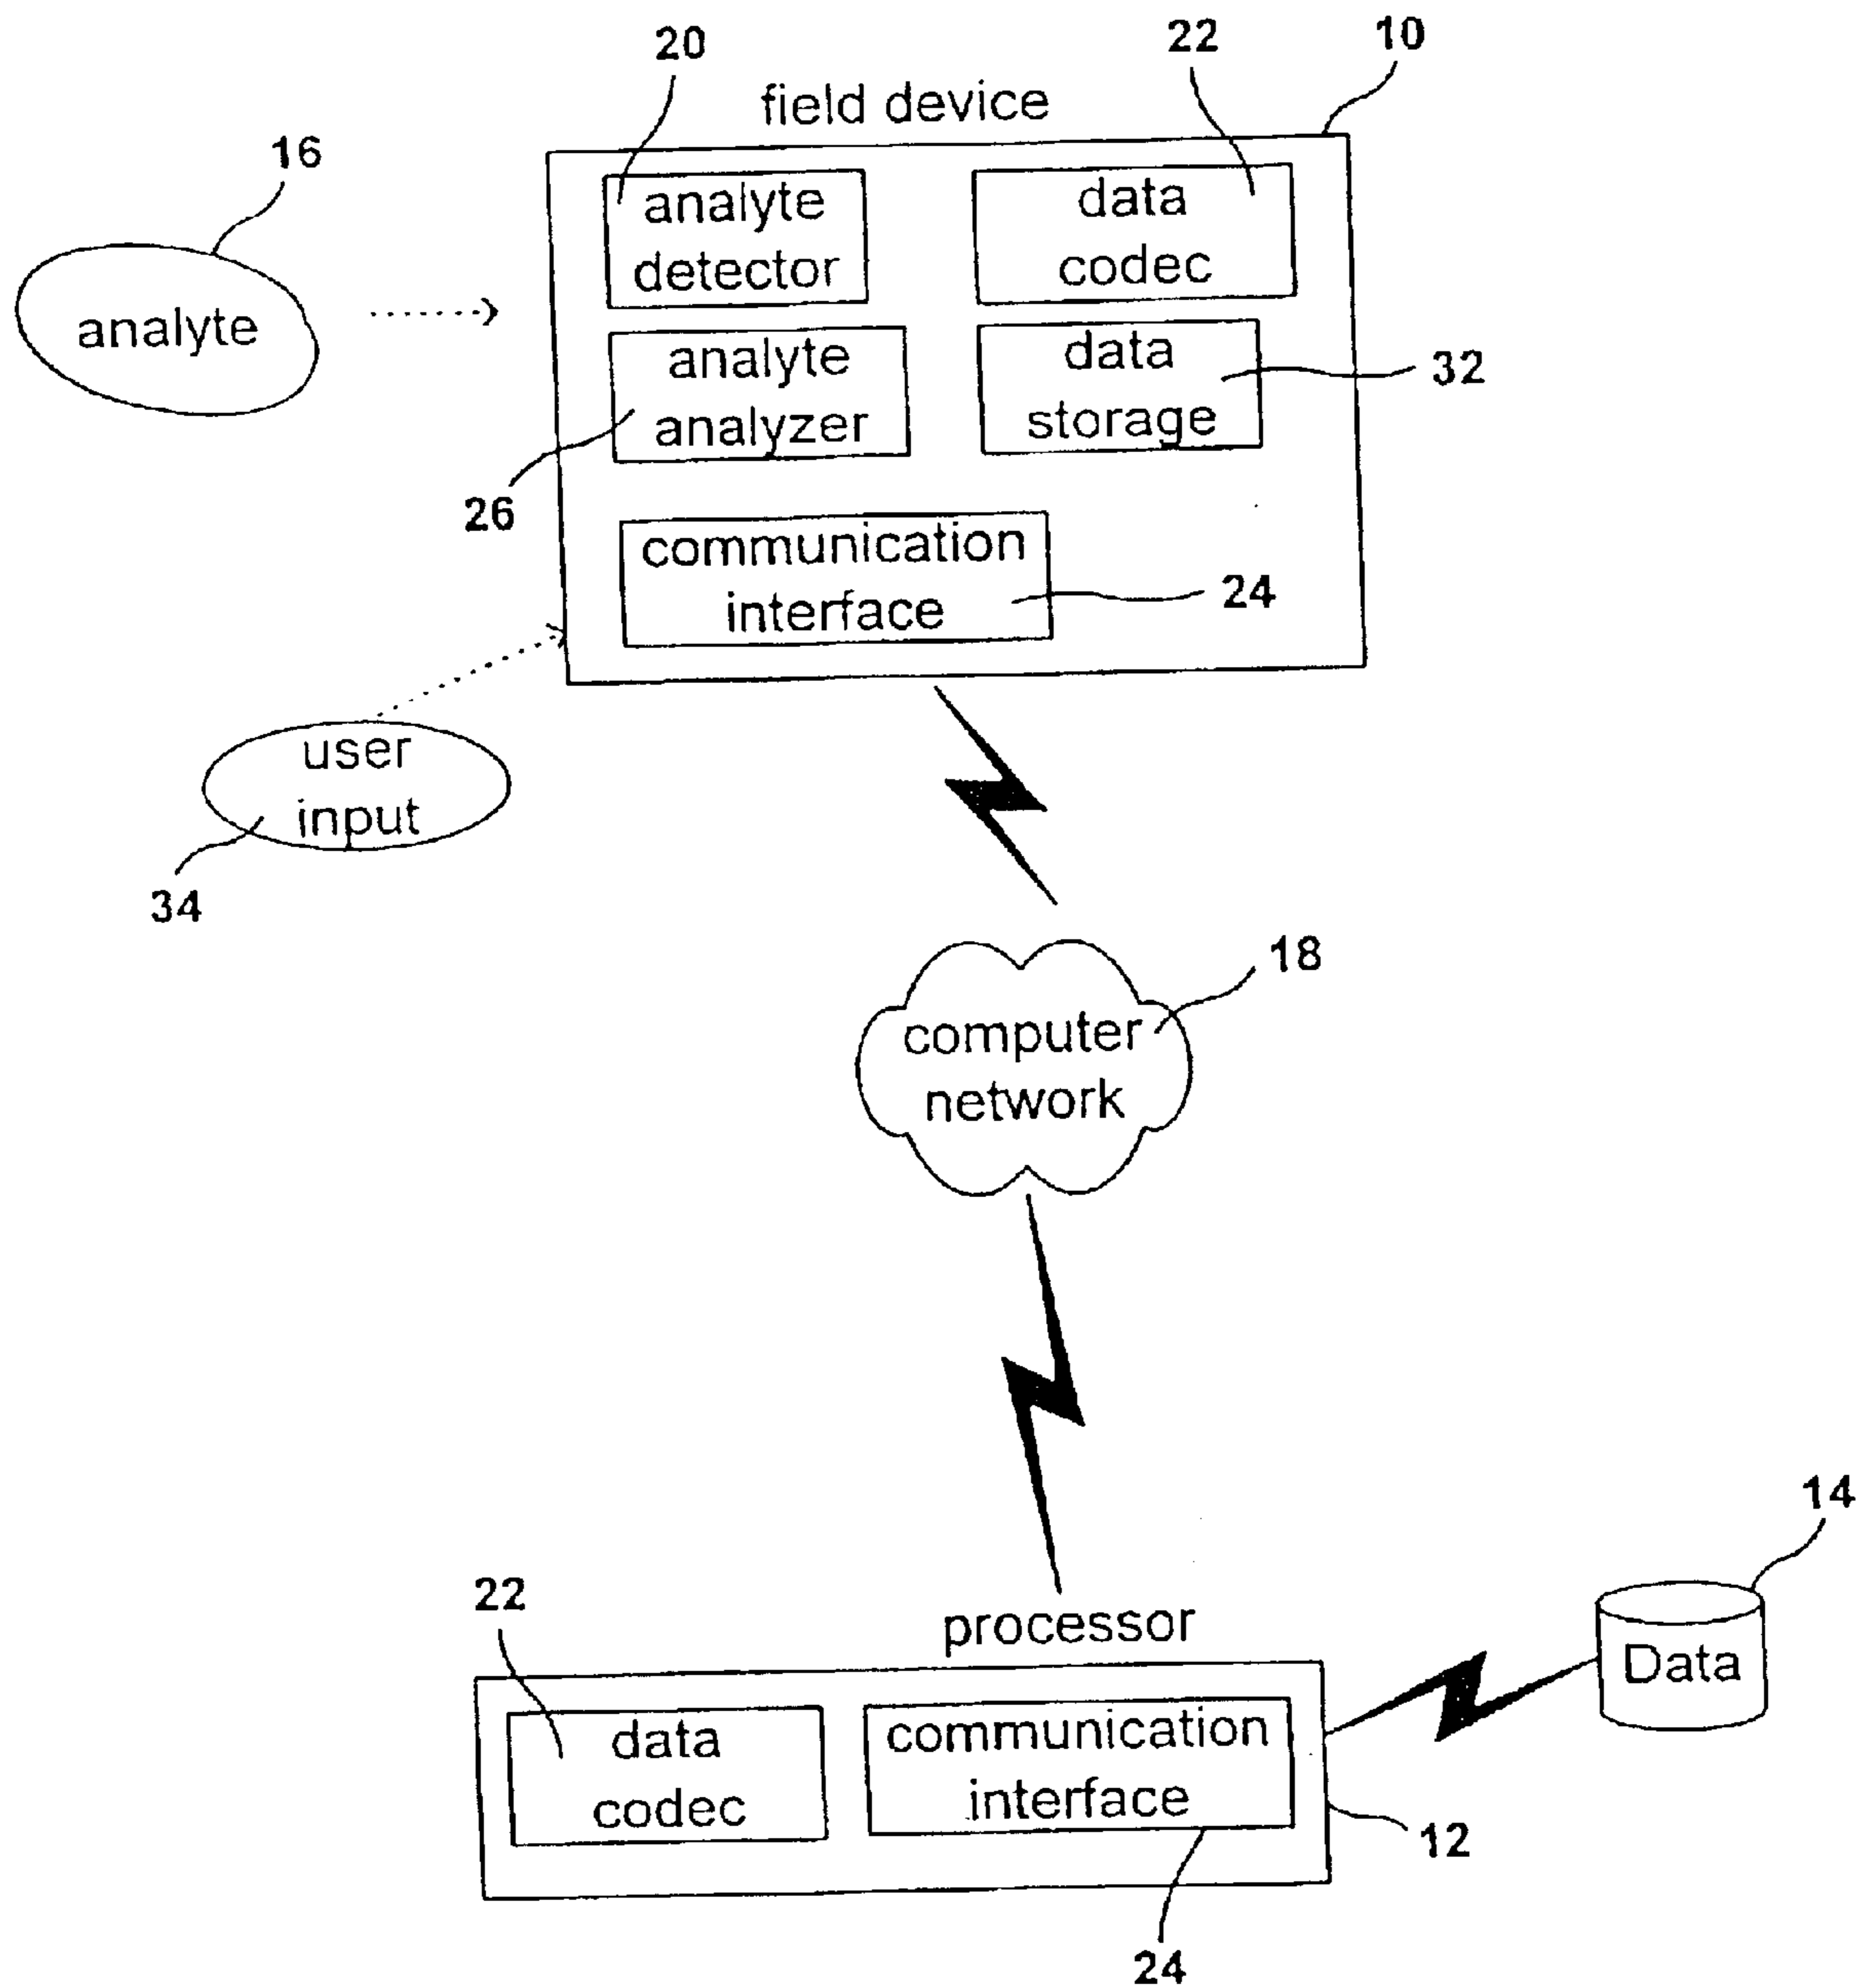 20
22
10
field device
16
analyte
detector
data
codec
analyte
analyte
analyzer
data
storage
32
26
communication
interface
24
user
input
34
18
computer
network
14
22
processor
Data
data
codec
communication
interface
12
24